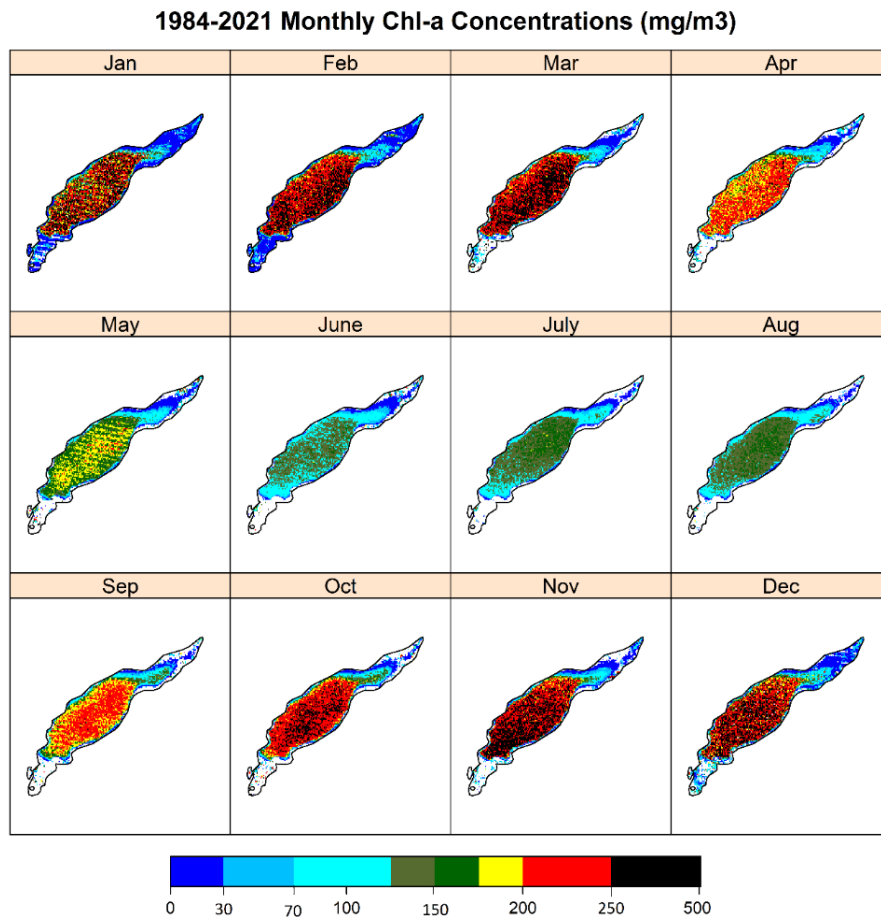 1984-2021 Monthly Chl-a Concentrations (mg/m3)
Jan Feb Mar Apr
May June July Aug
Sep Oct Nov Dec
0 30 70 100 150 200 250 500